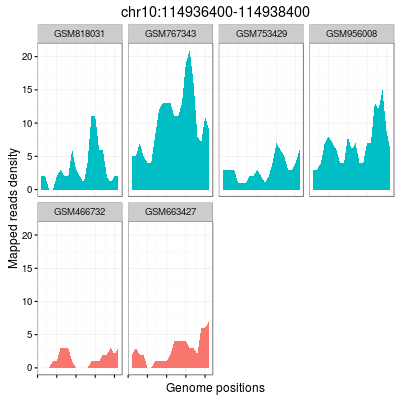 chr10:114936400-114938400
GSM818031 GSM767343 GSM753429 GSM956008
20
15
10
5
0
GSM466732 GSM663427
20
15
10
5
0
Mapped reads density
Genome positions